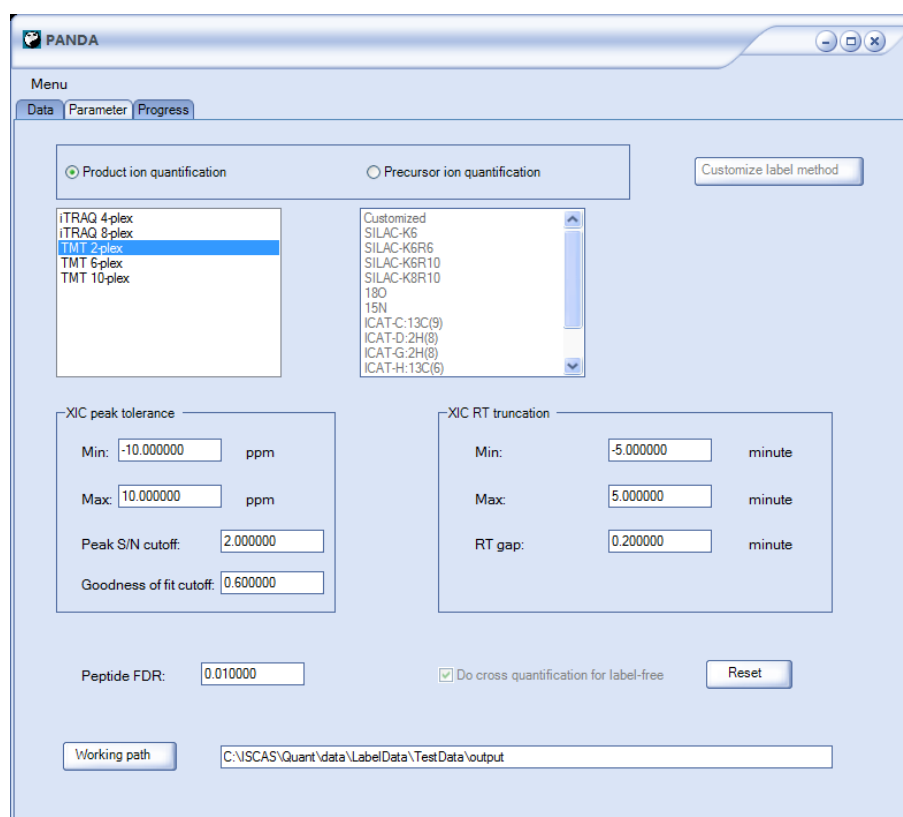 PANDA
Menu
Data Parameter Progress
Product ion quantification
Precursor ion quantification
Customize label method
iTRAQ 4-plex
iTRAQ 8-plex
TMT 2-plex
TMT 6-plex
TMT 10-plex
Customized
SILAC-K6
SILAC-K6R6
SILAC-K6R10
SILAC-K8R10
18O
15N
ICAT-C:13C(9)
ICAT-D:2H(8)
ICAT-G:2H(8)
ICAT-H:13C(6)
XIC peak tolerance
Min: -10.000000 ppm
Max: 10.000000 ppm
Peak S/N cutoff: 2.000000
Goodness of fit cutoff: 0.600000
XIC RT truncation
Min: -5.000000 minute
Max: 5.000000 minute
RT gap: 0.200000 minute
Peptide FDR: 0.010000
Do cross quantification for label-free
Reset
Working path C:\ISCAS\Quant\data\LabelData\TestData\output